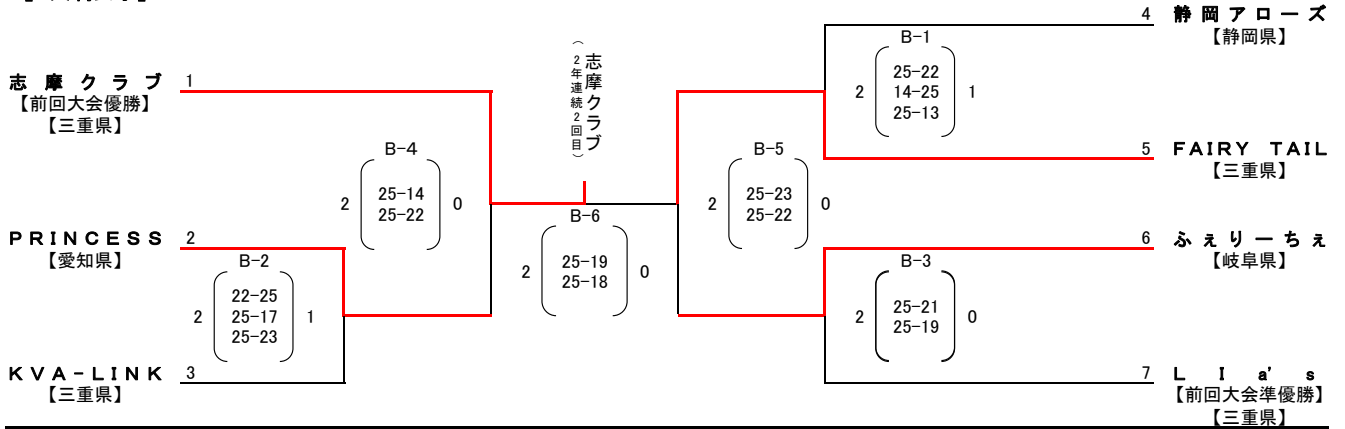 4 静岡アローズ
【静岡県】
B-1
2 25-22 1
14-25
25-13
志摩クラブ
（2年連続2回目）
志摩クラブ 1
【前回大会優勝】
【三重県】
B-4
2 25-14 0
25-22
B-5
2 25-23 0
25-22
5 FAIRY TAIL
【三重県】
B-6
2 25-19 0
25-18
PRINCESS 2
【愛知県】
B-2
2 22-25 1
25-17
25-23
6 ふぇりーちぇ
【岐阜県】
B-3
2 25-21 0
25-19
KVA-LINK 3
【三重県】
7 L I a's
【前回大会準優勝】
【三重県】